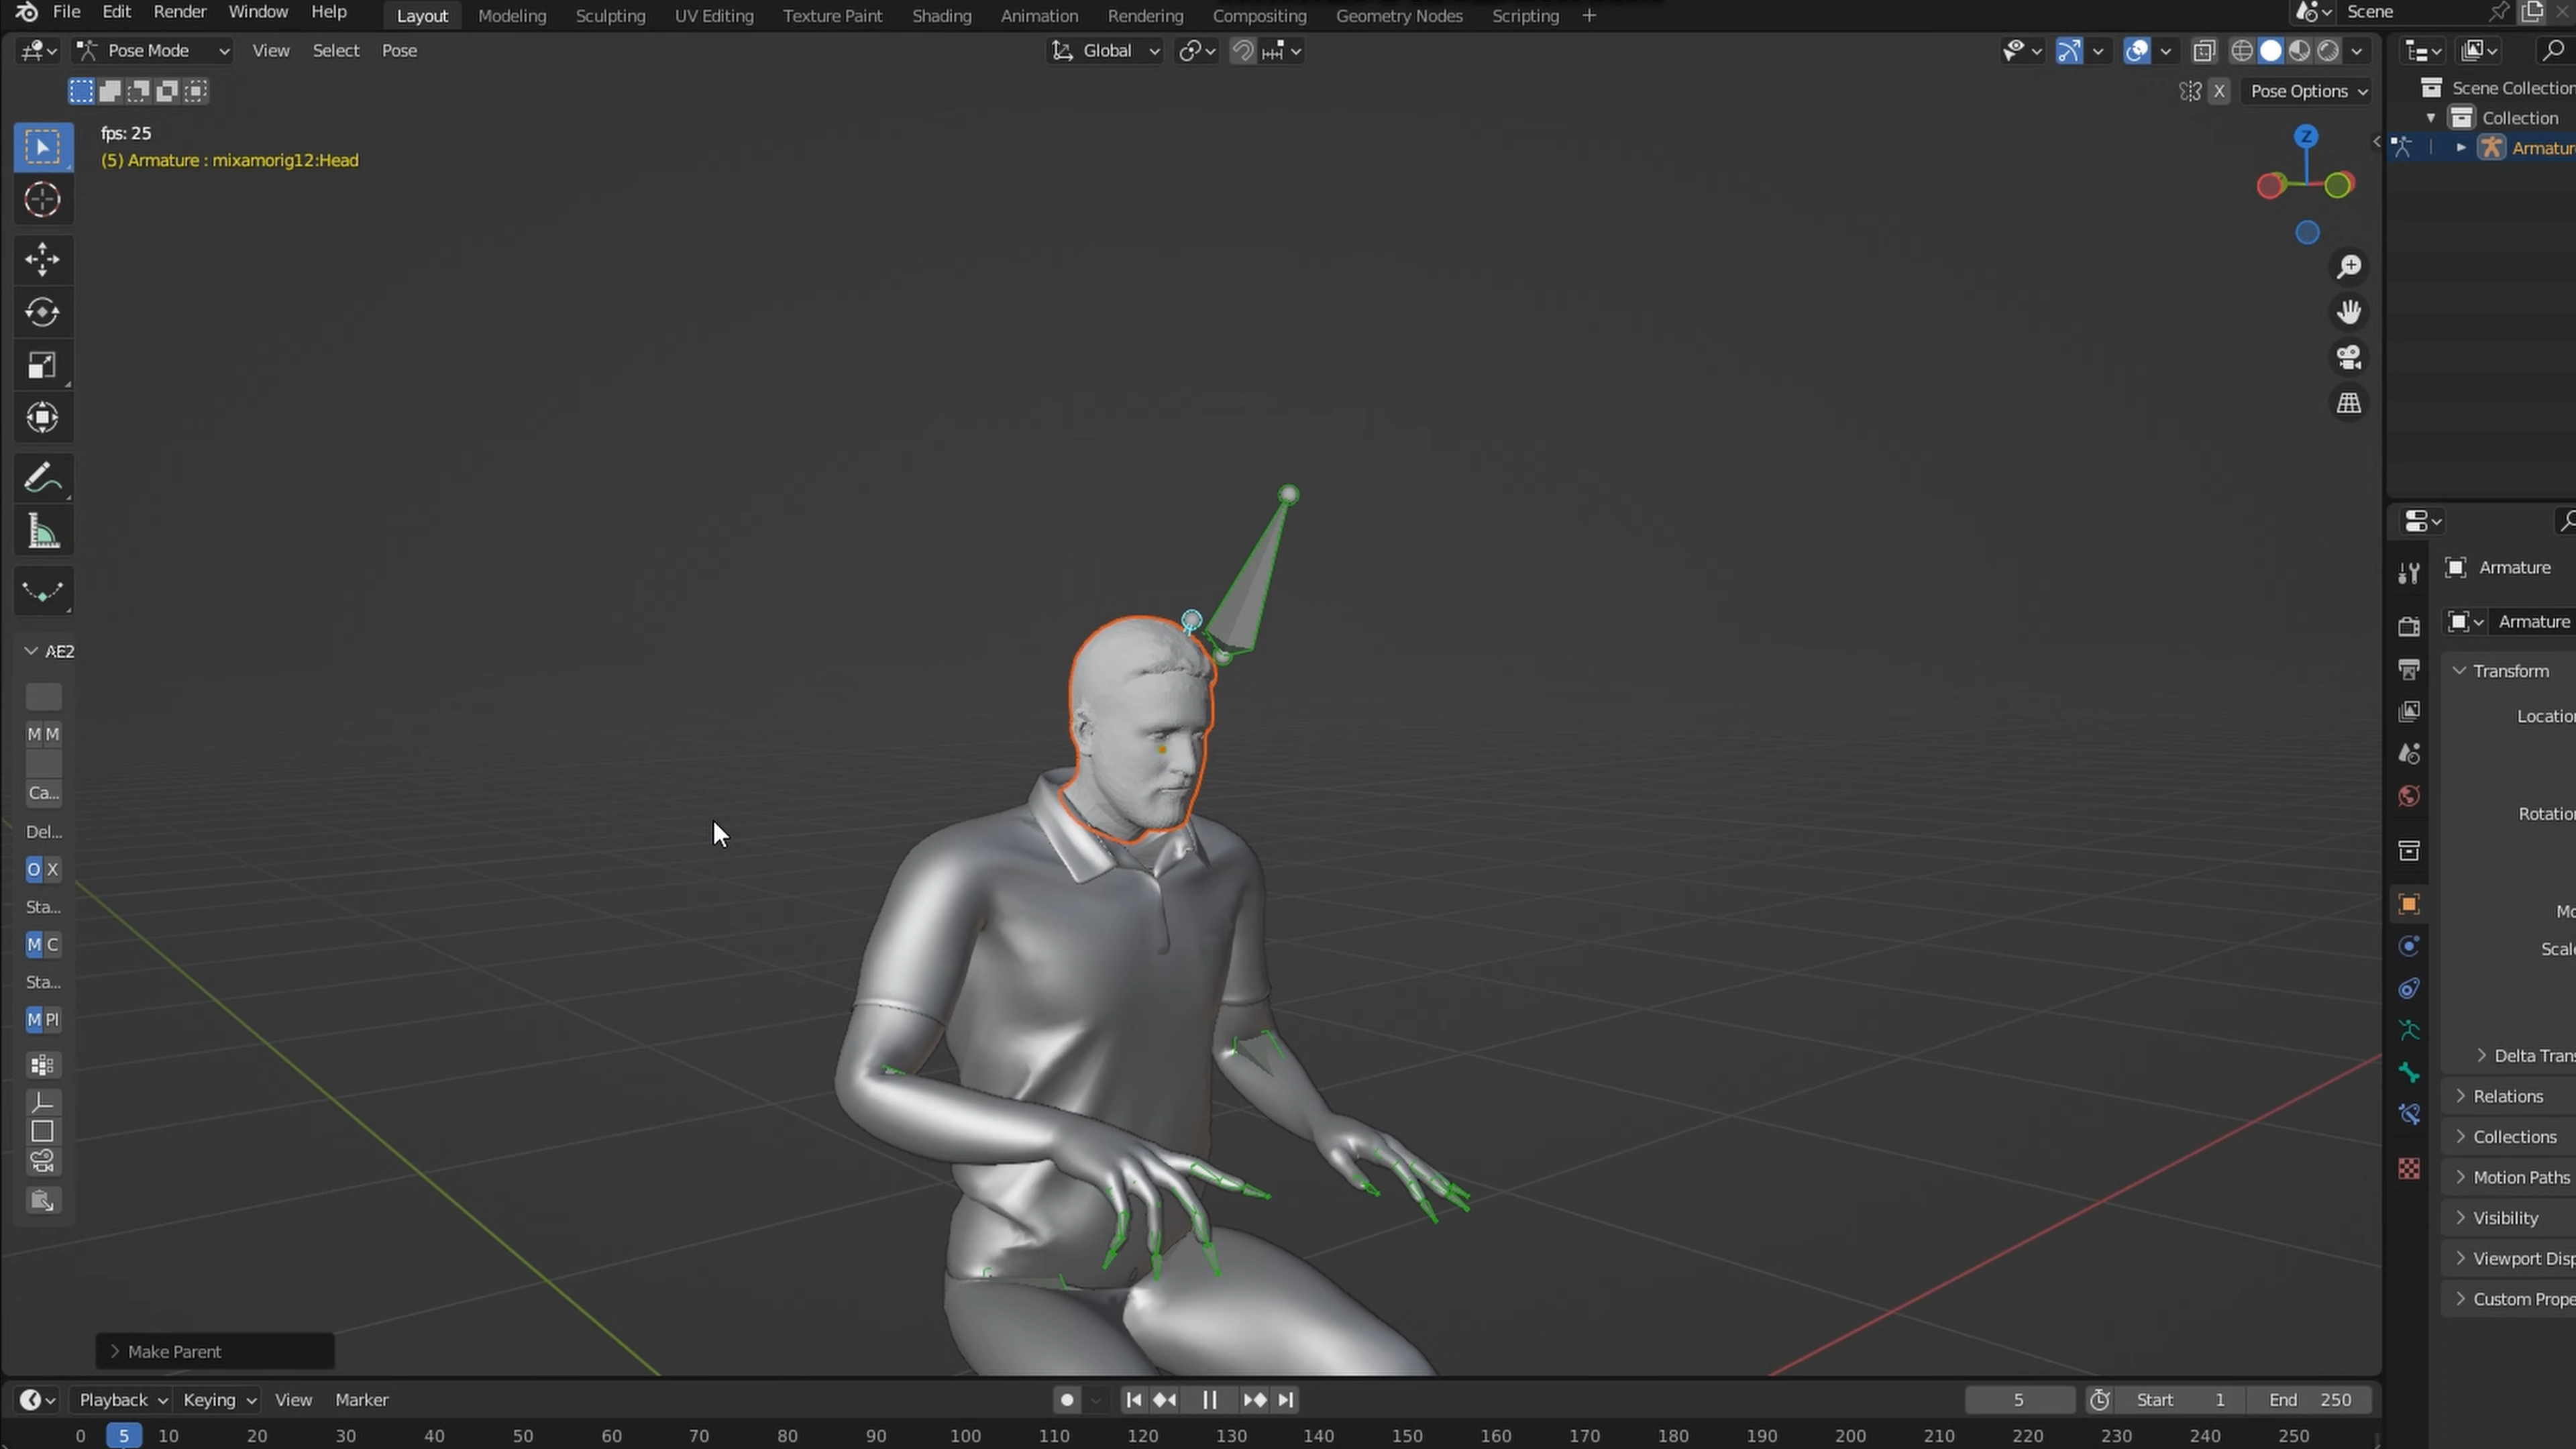 File Edit Render Window Help Layout Modeling Sculpting UV Editing Texture Paint Shading Animation Rendering Compositing Geometry Nodes Scripting + Scene
Pose Mode View Select Pose Global
X Pose Options
fps: 25
(5) Armature : mixamorig12:Head
Z
Scene Collection
Collection
Armatur
AE2
M M
Ca...
Del...
O X
Sta...
M C
Sta...
M Pl
Armature
Armature
Transform
Locatio
Rotatio
Mo
Scale
Delta Trans
Relations
Collections
Motion Paths
Visibility
Viewport Disp
Custom Prope
Make Parent
Playback Keying View Marker 5 Start 1 End 250
0 5 10 20 30 40 50 60 70 80 90 100 110 120 130 140 150 160 170 180 190 200 210 220 230 240 250